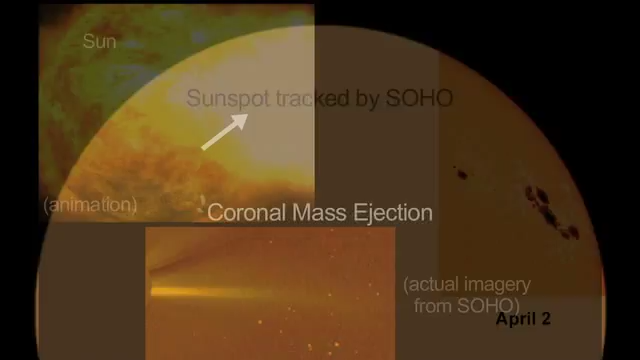 Sun
Sunspot tracked by SOHO
(animation)
Coronal Mass Ejection
(actual imagery
from SOHO)
April 2